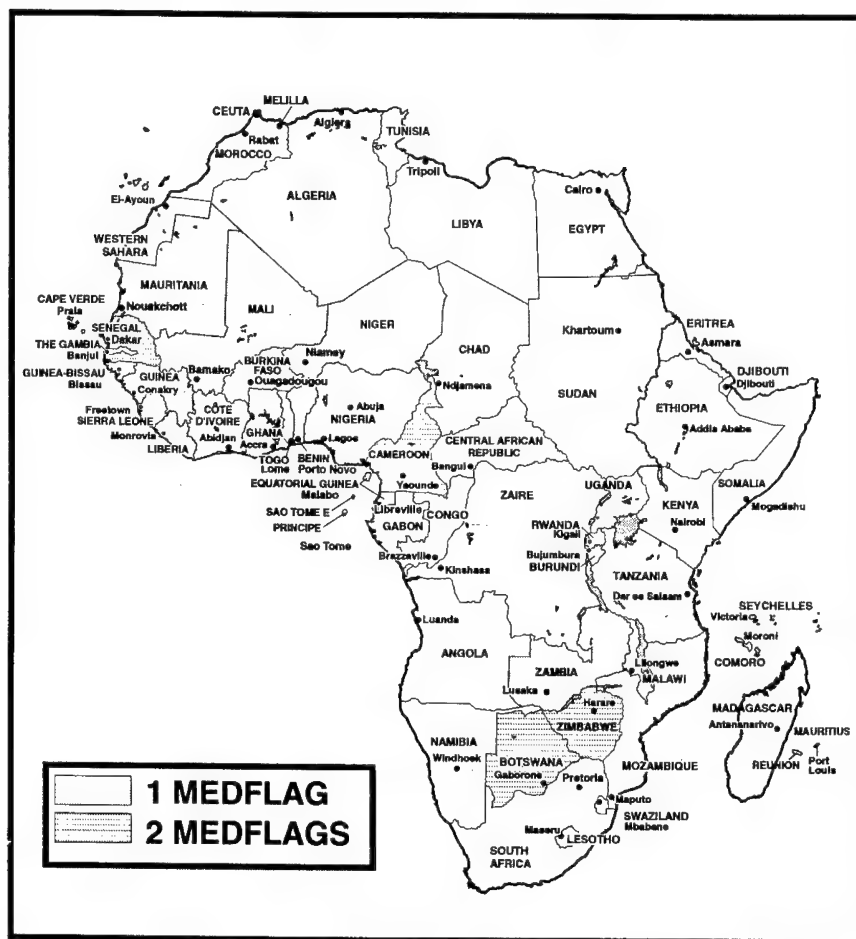 MELILLA
CEUTA
Algiers
TUNISIA
Rabat
MOROCCO
Tripoli
El-Ayoun
ALGERIA
Cairo
LIBYA
EGYPT
WESTERN
SAHARA
MAURITANIA
CAPE VERDE
Praia
Nouakchott
MALI
NIGER
ERITREA
SENEGAL
Dakar
Khartoum
Asmara
THE GAMBIA
Banjul
CHAD
Niamey
BURKINA
FASO
GUINEA-BISSAU
Bissau
GUINEA
Bamako
Ouagadougou
Ndjamena
SUDAN
DJIBOUTI
Djibouti
Conakry
Abuja
NIGERIA
ETHIOPIA
Freetown
SIERRA LEONE
CÔTE
D'IVOIRE
GHANA
Addis Ababa
Monrovia
LIBERIA
Abidjan
Accra
Lagos
CENTRAL AFRICAN
REPUBLIC
TOGO
Lome
BENIN
Porto Novo
CAMEROON
Bangui
Yaounde
EQUATORIAL GUINEA
Malabo
ZAIRE
UGANDA
KENYA
SOMALIA
Mogadishu
SAO TOME E
PRINCIPE
Sao Tome
Libreville
GABON
CONGO
RWANDA
Kigali
Nairobi
Brazzaville
Kinshasa
Bujumbura
BURUNDI
TANZANIA
Dar es Salaam
SEYCHELLES
Victoria
Luanda
Moroni
COMORO
ANGOLA
ZAMBIA
Lilongwe
MALAWI
Lusaka
Harare
ZIMBABWE
MADAGASCAR
Antananarivo
MAURITIUS
NAMIBIA
Windhoek
BOTSWANA
Gaborone
Pretoria
MOZAMBIQUE
REUNION
Port
Louis
Maputo
SWAZILAND
Mbabane
Maseru
LESOTHO
SOUTH
AFRICA
1 MEDFLAG
2 MEDFLAGS